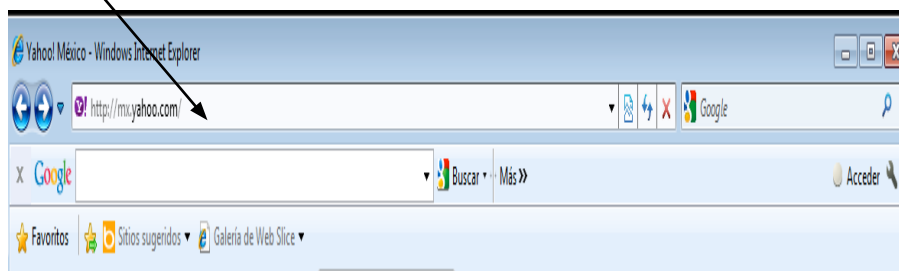 Yahoo! México - Windows Internet Explorer
Y! http://mx.yahoo.com/ Google
x Google Buscar Más» Acceder
Favoritos Sitios sugeridos Galería de Web Slice